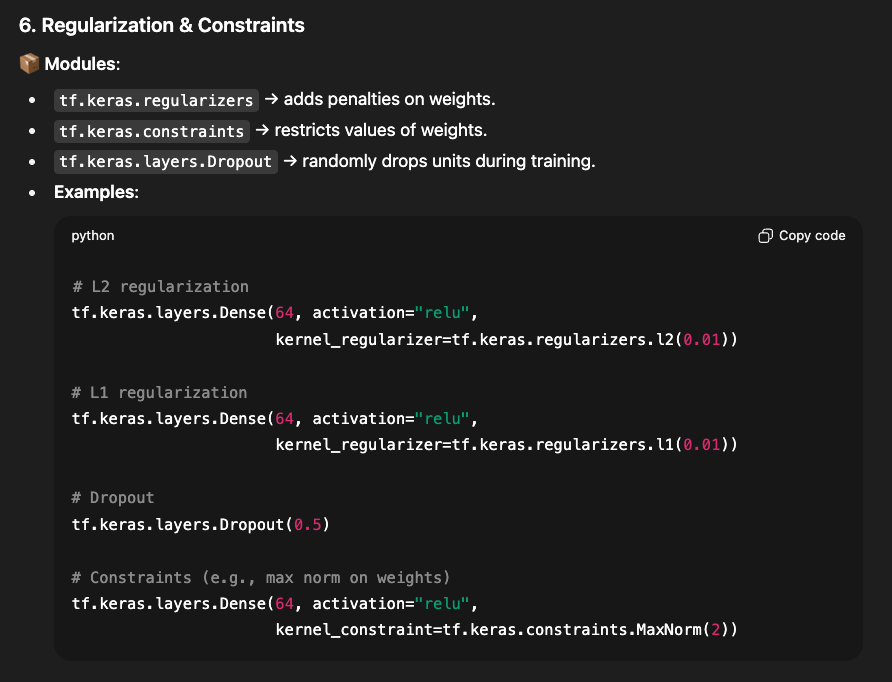 6. Regularization & Constraints
📦 Modules:
• tf.keras.regularizers → adds penalties on weights.
• tf.keras.constraints → restricts values of weights.
• tf.keras.layers.Dropout → randomly drops units during training.
• Examples:
python
Copy code
# L2 regularization
tf.keras.layers.Dense(64, activation="relu",
                      kernel_regularizer=tf.keras.regularizers.l2(0.01))
# L1 regularization
tf.keras.layers.Dense(64, activation="relu",
                      kernel_regularizer=tf.keras.regularizers.l1(0.01))
# Dropout
tf.keras.layers.Dropout(0.5)
# Constraints (e.g., max norm on weights)
tf.keras.layers.Dense(64, activation="relu",
                      kernel_constraint=tf.keras.constraints.MaxNorm(2))